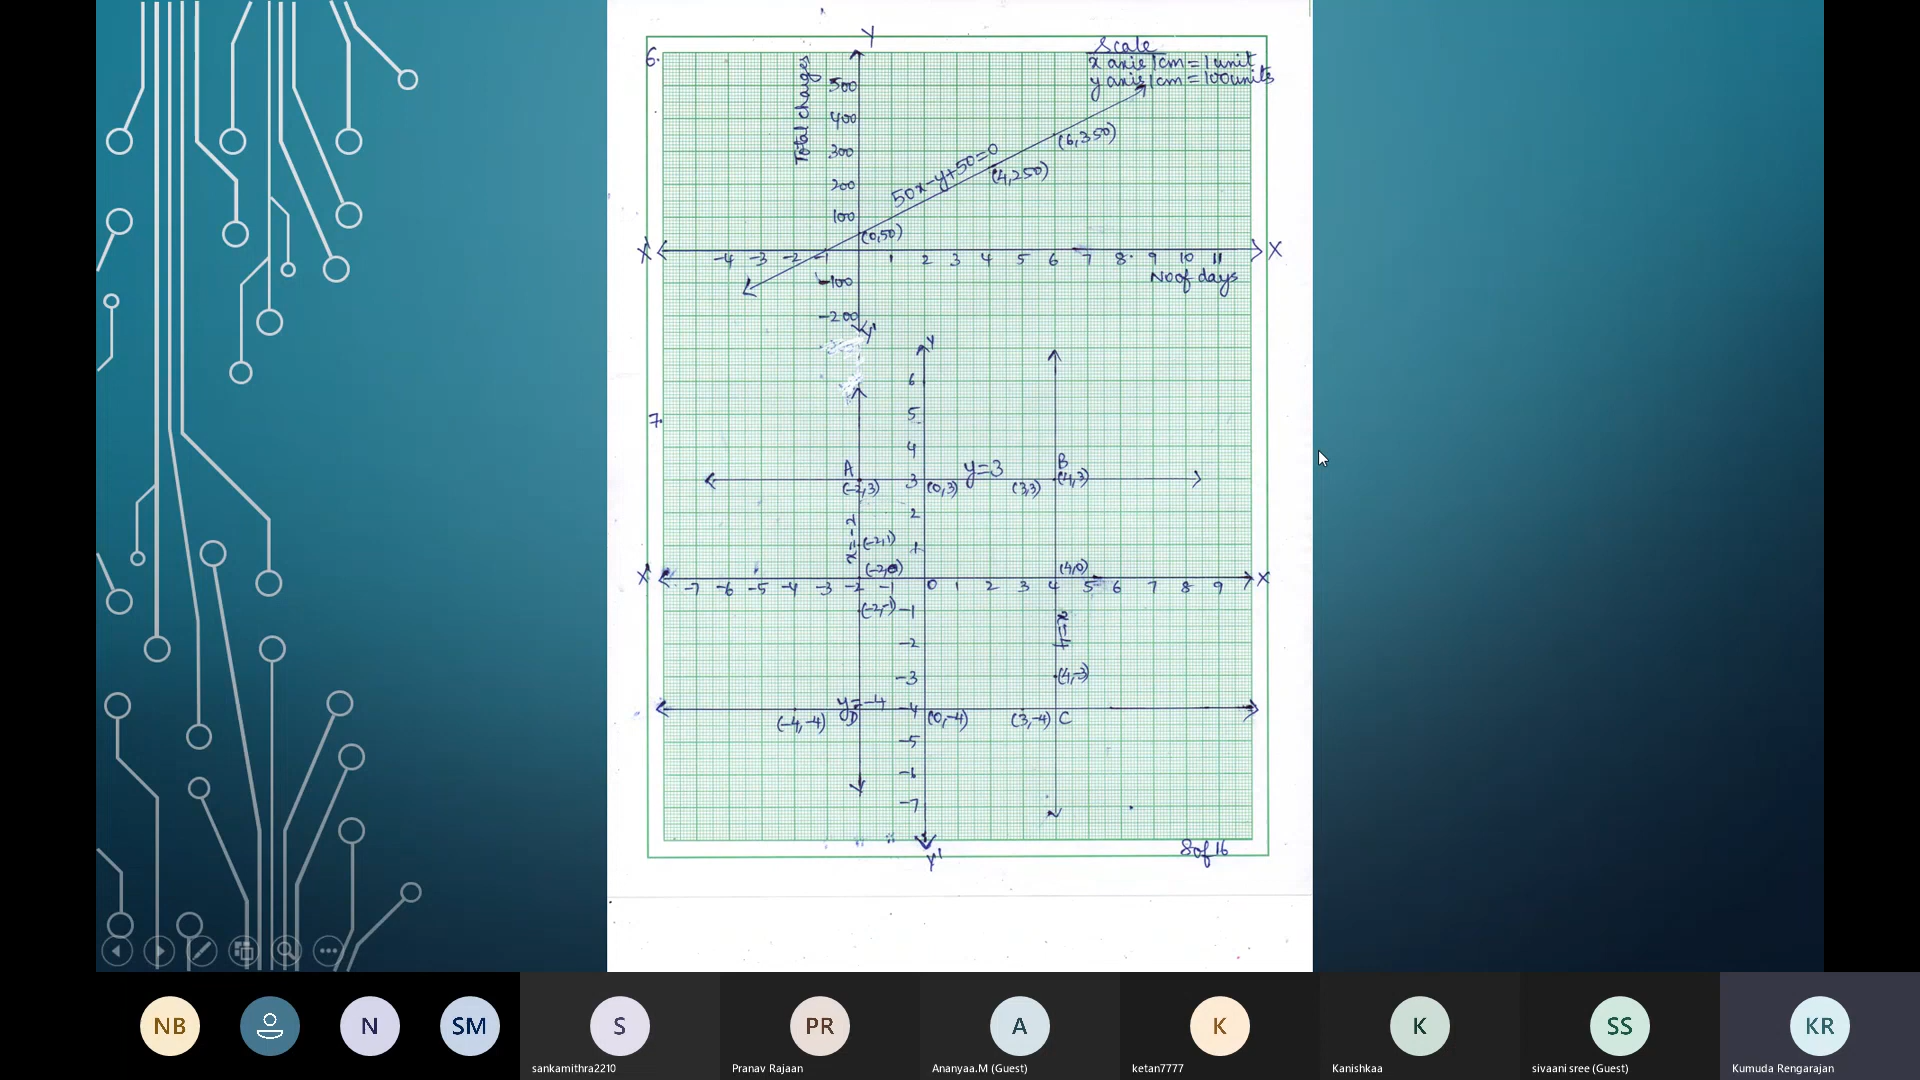 Y
Scale
6.
x axis 1cm = 1 unit
y axis 1cm = 100 units
Total charges
500
400
300
200
100
(6,350)
50x-y+50=0
(4,250)
(0,50)
X'
X
-4 -3 -2 -1 1 2 3 4 5 6 7 8 9 10 11
No of days
-100
-200
Y'
Y
6
5
7.
4
A
y=3
B
3
(-2,3)
(0,3)
(3,3)
(4,3)
2
x=-2
(-2,1)
1
(-2,0)
(4,0)
X'
X
-7 -6 -5 -4 -3 -2 -1 0 1 2 3 4 5 6 7 8 9
(-2,-1)
-1
x=4
-2
-3
(4,-3)
y=-4
-4
(-4,-4)
D
(0,-4)
(3,-4)
C
-5
-6
-7
Y'
8 of 16
NB
N
SM
S
PR
A
K
K
SS
KR
sankamithra2210
Pranav Rajaan
Ananyaa.M (Guest)
ketan7777
Kanishkaa
sivaani sree (Guest)
Kumuda Rengarajan